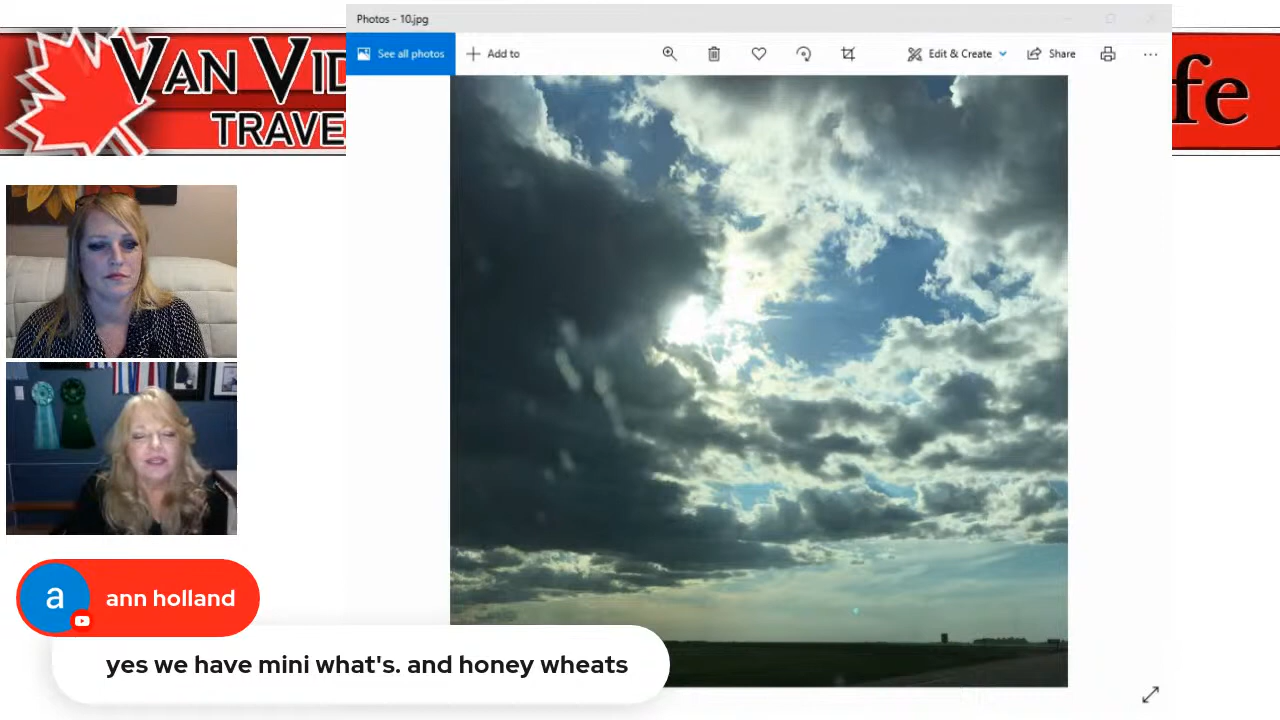 Photos - 10.jpg
See all photos
Add to
Edit & Create
Share
VAN VID
TRAVE
fe
a
ann holland
yes we have mini what's. and honey wheats